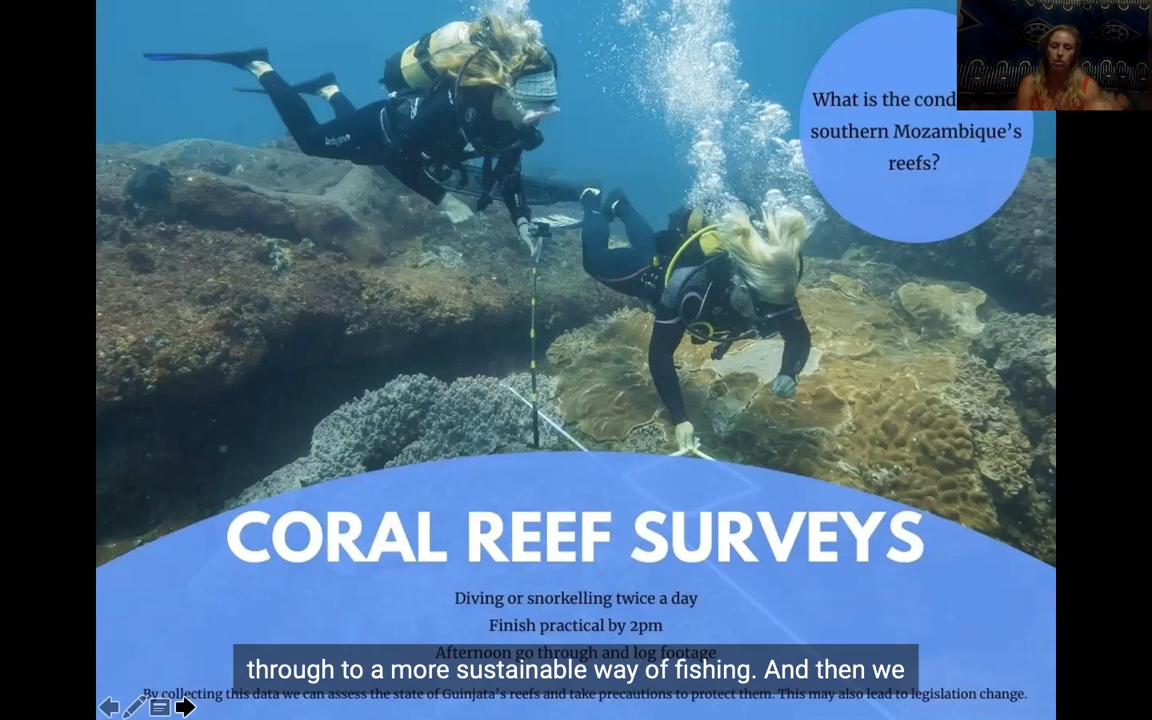 What is the cond
southern Mozambique's
reefs?
CORAL REEF SURVEYS
Diving or snorkelling twice a day
Finish practical by 2pm
Afternoon go through and log footage
through to a more sustainable way of fishing. And then we
By collecting this data we can assess the state of Guinjata's reefs and take precautions to protect them. This may also lead to legislation change.